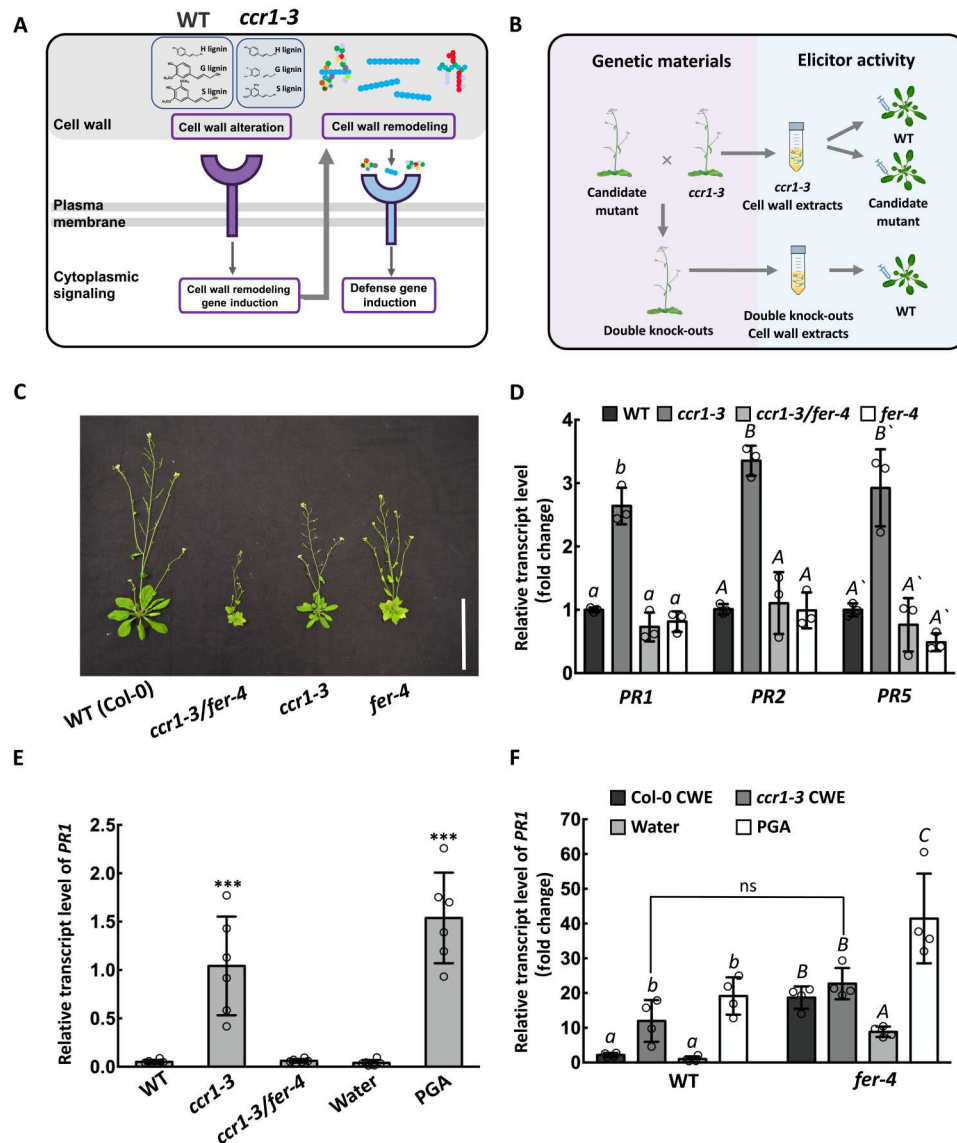 A
WT
ccr1-3
H lignin
G lignin
S lignin
H lignin
G lignin
S lignin
Cell wall
Cell wall alteration
Cell wall remodeling
Plasma
membrane
Cytoplasmic
signaling
Cell wall remodeling
gene induction
Defense gene
induction
B
Genetic materials
Elicitor activity
×
Candidate
mutant
ccr1-3
ccr1-3
Cell wall extracts
WT
Candidate
mutant
Double knock-outs
Double knock-outs
Cell wall extracts
WT
C
WT (Col-0)
ccr1-3/fer-4
ccr1-3
fer-4
D
WT ccr1-3 ccr1-3/fer-4 fer-4
Relative transcript level
(fold change)
4
3
2
1
0
a b a a
A B A A
A` B` A` A`
PR1 PR2 PR5
E
Relative transcript level of PR1
2.5
2.0
1.5
1.0
0.5
0.0
*** ***
WT ccr1-3 ccr1-3/fer-4 Water PGA
F
Col-0 CWE ccr1-3 CWE
Water PGA
Relative transcript level of PR1
(fold change)
70
60
50
40
30
20
10
0
ns
a b a b B B A C
WT fer-4